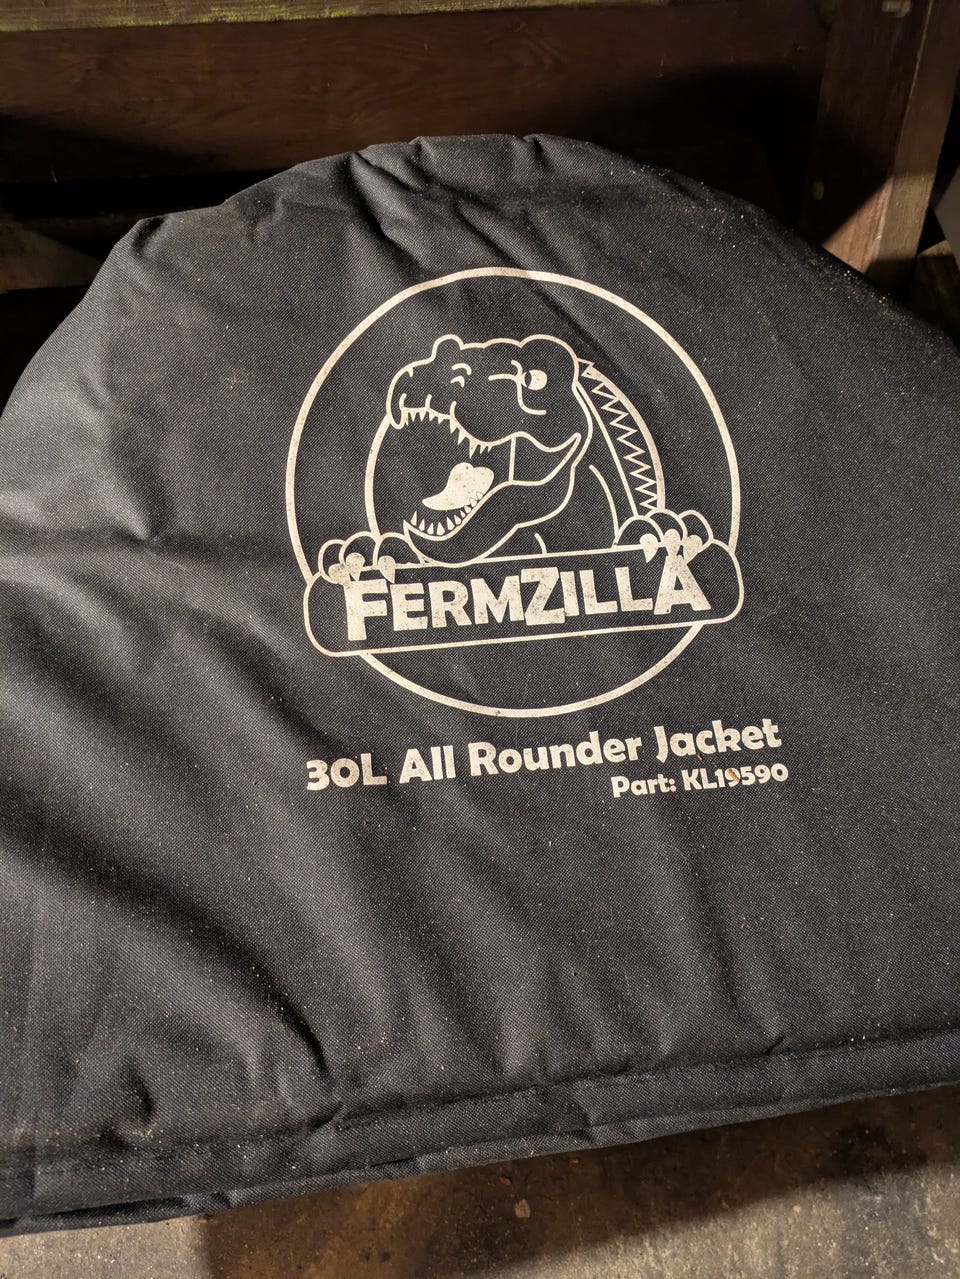 FERMZILLA
30L All Rounder Jacket
Part: KL19590